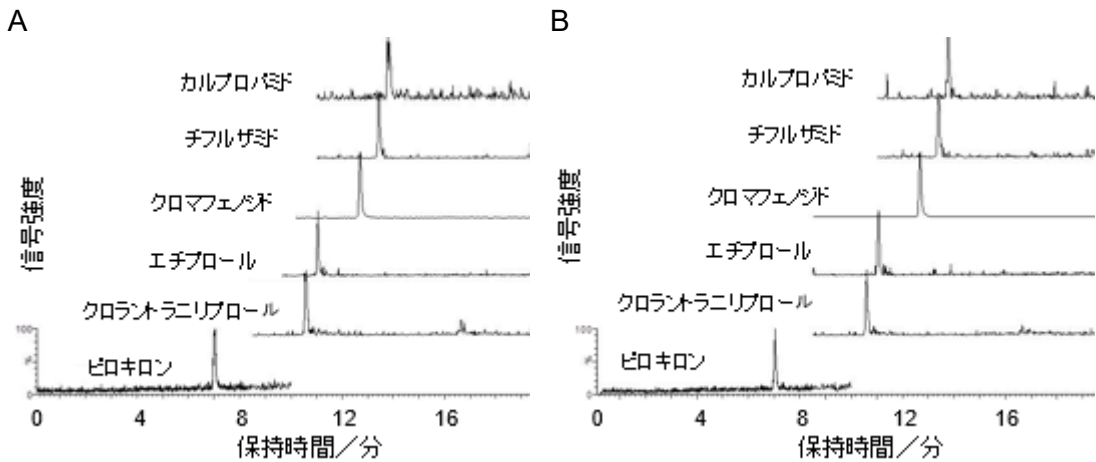 A
カルプロパミド
チフルザミド
クロマフェノジド
エチプロール
クロラントラニリプロール
ピロキロン
信号強度
100
0
0 4 8 12 16
保持時間／分
B
カルプロパミド
チフルザミド
クロマフェノジド
エチプロール
クロラントラニリプロール
ピロキロン
信号強度
100
0
0 4 8 12 16
保持時間／分